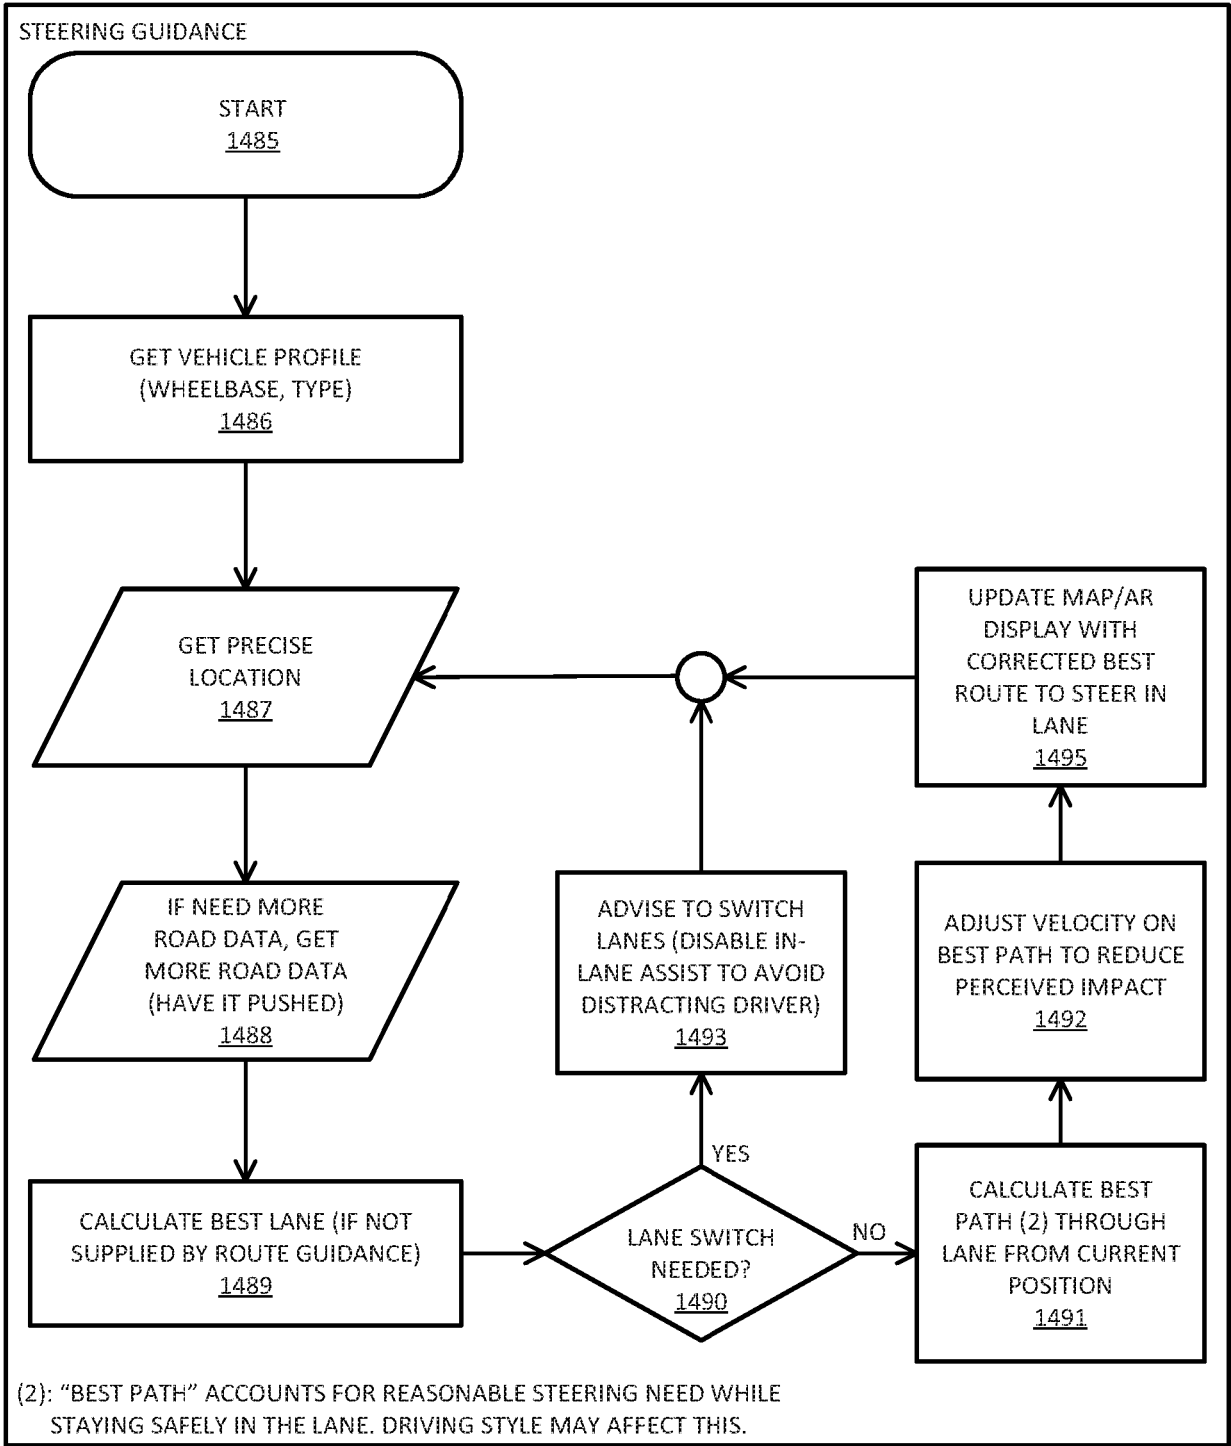 STEERING GUIDANCE
START
1485
GET VEHICLE PROFILE
(WHEELBASE, TYPE)
1486
GET PRECISE
LOCATION
1487
IF NEED MORE
ROAD DATA, GET
MORE ROAD DATA
(HAVE IT PUSHED)
1488
CALCULATE BEST LANE (IF NOT
SUPPLIED BY ROUTE GUIDANCE)
1489
LANE SWITCH
NEEDED?
1490
YES
NO
ADVISE TO SWITCH
LANES (DISABLE IN-
LANE ASSIST TO AVOID
DISTRACTING DRIVER)
1493
CALCULATE BEST
PATH (2) THROUGH
LANE FROM CURRENT
POSITION
1491
ADJUST VELOCITY ON
BEST PATH TO REDUCE
PERCEIVED IMPACT
1492
UPDATE MAP/AR
DISPLAY WITH
CORRECTED BEST
ROUTE TO STEER IN
LANE
1495
(2): “BEST PATH” ACCOUNTS FOR REASONABLE STEERING NEED WHILE
STAYING SAFELY IN THE LANE. DRIVING STYLE MAY AFFECT THIS.